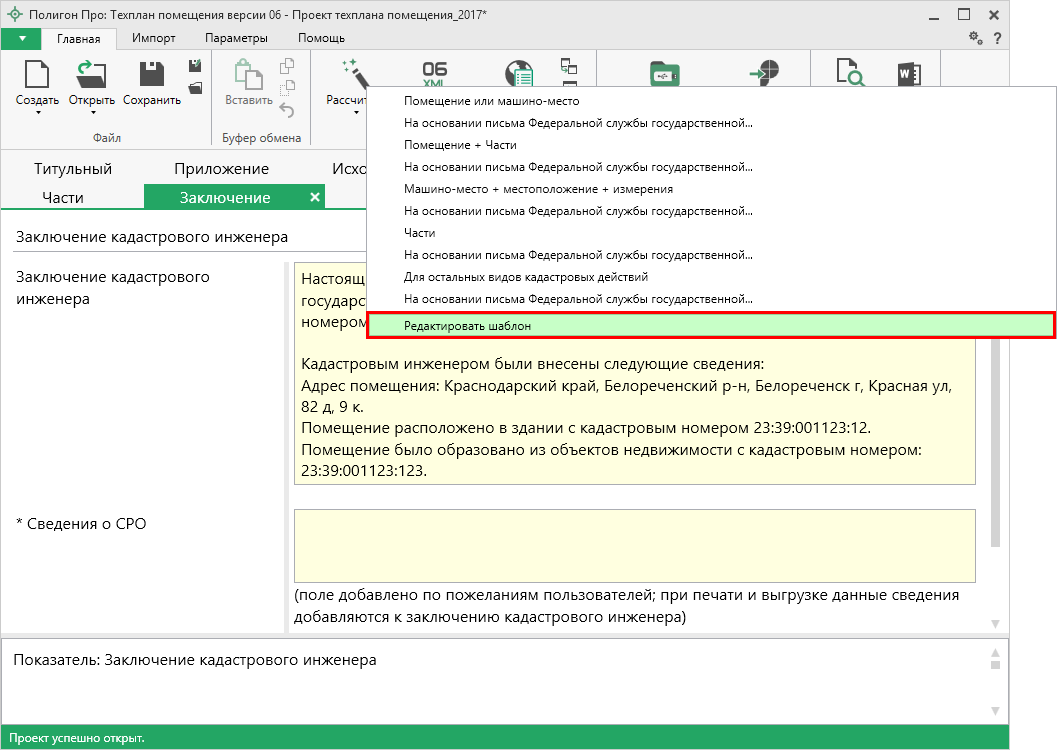 Полигон Про: Техплан помещения версии 06 - Проект техплана помещения_2017*
Главная Импорт Параметры Помощь
?
06
XML
W
Создать Открыть Сохранить Вставить
Файл Буфер обмена
Помещение или машино-место
На основании письма Федеральной службы государственной...
Помещение + Части
На основании письма Федеральной службы государственной...
Машино-место + местоположение + измерения
На основании письма Федеральной службы государственной...
Части
На основании письма Федеральной службы государственной...
Для остальных видов кадастровых действий
На основании письма Федеральной службы государственной...
Редактировать шаблон
Титульный Приложение
Части Заключение
Заключение кадастрового инженера
Заключение кадастрового
инженера
номером
Кадастровым инженером были внесены следующие сведения:
Адрес помещения: Краснодарский край, Белореченский р-н, Белореченск г, Красная ул,
82 д, 9 к.
Помещение расположено в здании с кадастровым номером 23:39:001123:12.
Помещение было образовано из объектов недвижимости с кадастровым номером:
23:39:001123:123.
* Сведения о СРО
(поле добавлено по пожеланиям пользователей; при печати и выгрузке данные сведения
добавляются к заключению кадастрового инженера)
Показатель: Заключение кадастрового инженера
Проект успешно открыт.